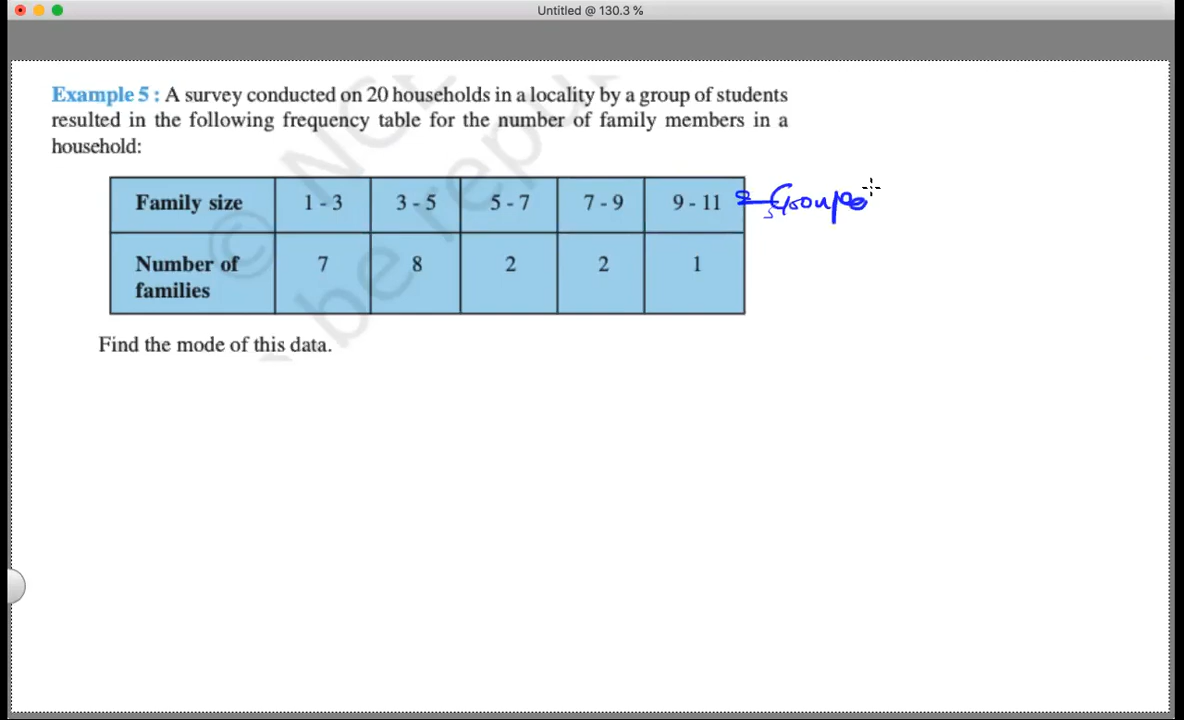 Untitled @ 130.3 %
Example 5 : A survey conducted on 20 households in a locality by a group of students
resulted in the following frequency table for the number of family members in a
household:
Family size 1 - 3 3 - 5 5 - 7 7 - 9 9 - 11 Groupe
Number of families 7 8 2 2 1
Find the mode of this data.